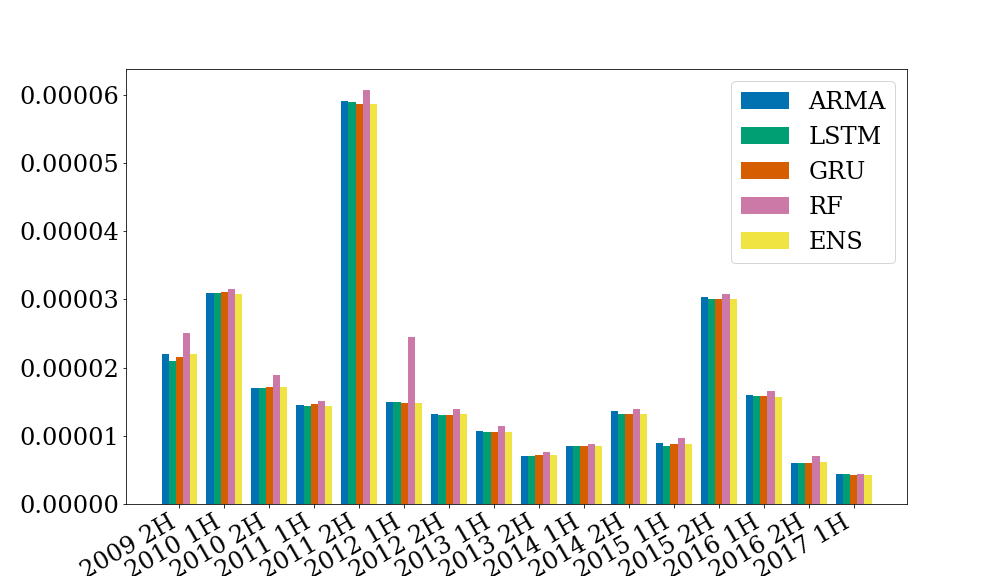 0.00006
0.00005
0.00004
0.00003
0.00002
0.00001
0.00000
ARMA
LSTM
GRU
RF
ENS
2009 2H
2010 1H
2010 2H
2011 1H
2011 2H
2012 1H
2012 2H
2013 1H
2013 2H
2014 1H
2014 2H
2015 1H
2015 2H
2016 1H
2016 2H
2017 1H